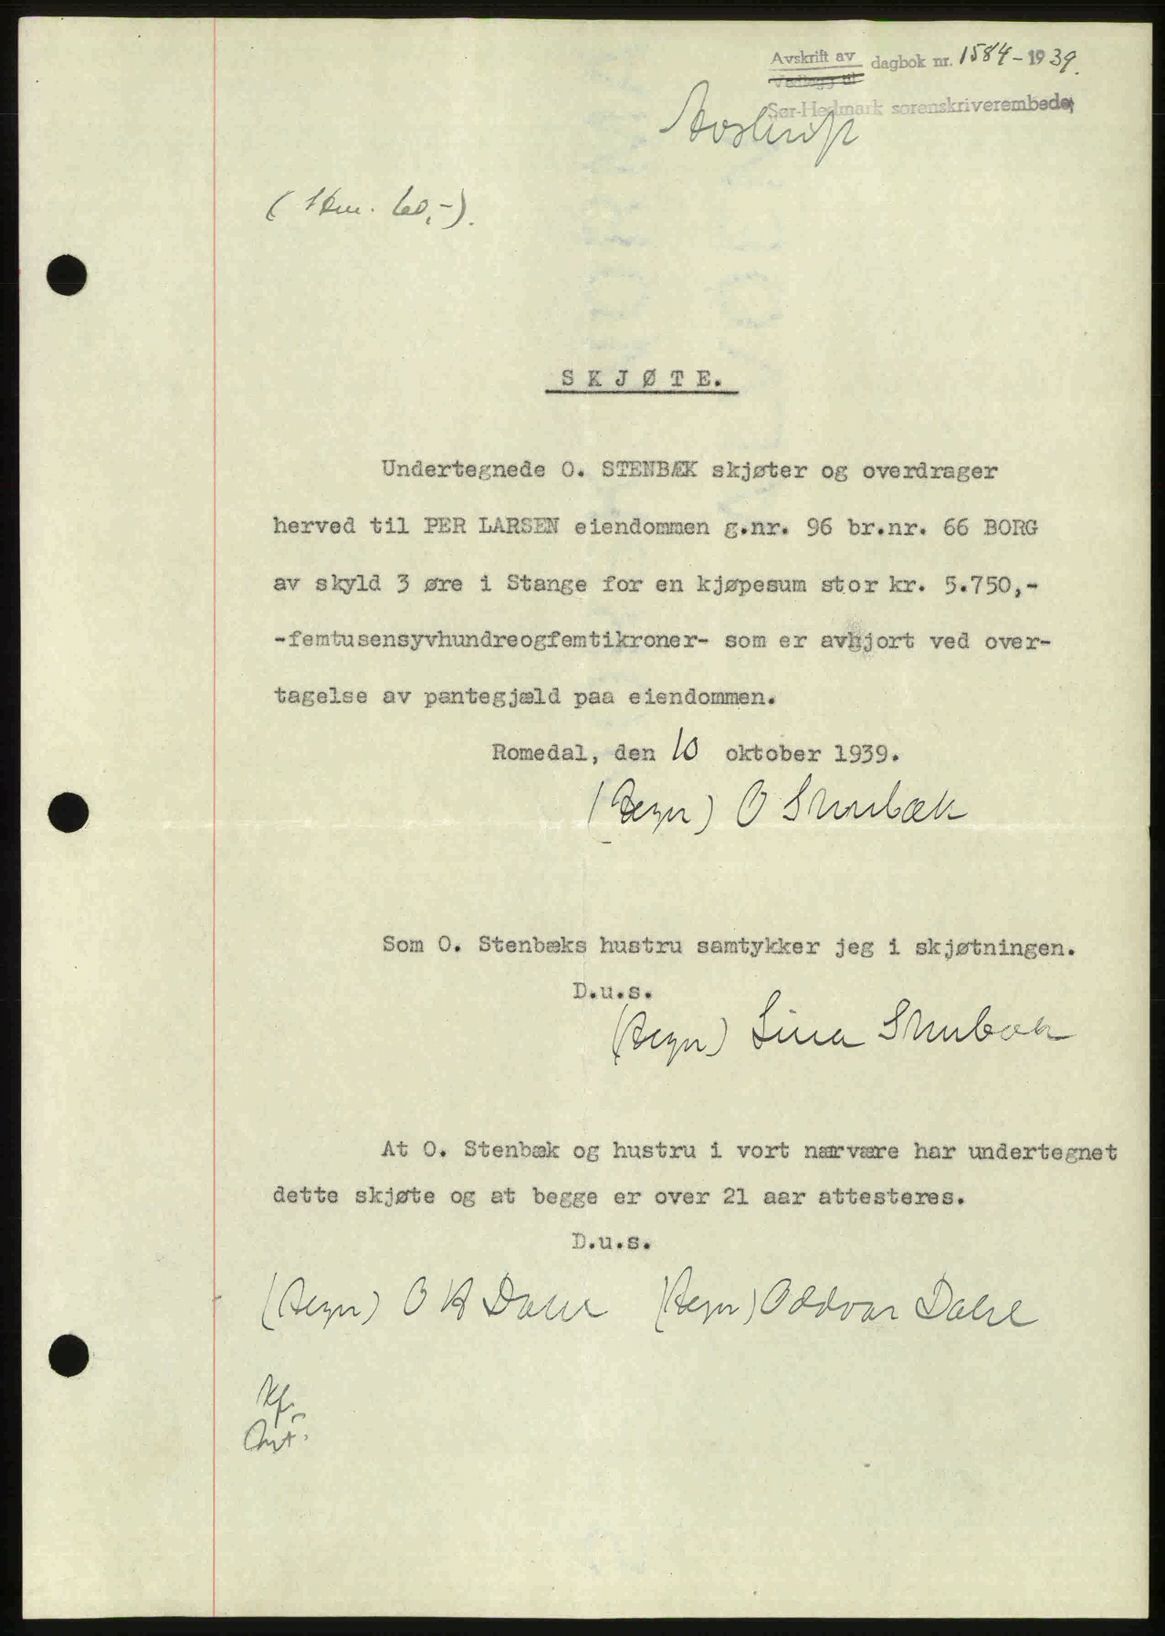 Avskrift av dagbok nr. 1584-1939.
Vedlegg til
Sør-Hedmark sorenskriverembede
Avskrift
(Stm. 60,-).
SKJØTE.
Undertegnede O. STENBÆK skjøter og overdrager
herved til PER LARSEN eiendommen g.nr. 96 br.nr. 66 BORG
av skyld 3 øre i Stange for en kjøpesum stor kr. 5.750,-
-femtusensyvhundreogfemtikroner- som er avgjort ved over-
tagelse av pantegjæld paa eiendommen.
Romedal, den 10 oktober 1939.
(Sign) O Stenbæk
Som O. Stenbæks hustru samtykker jeg i skjøtningen.
D.u.s.
(Sign) Lina Stenbæk
At O. Stenbæk og hustru i vort nærvære har undertegnet
dette skjøte og at begge er over 21 aar attesteres.
D.u.s.
(Sign) O H Dahl (Sign) Oddvar Dahl